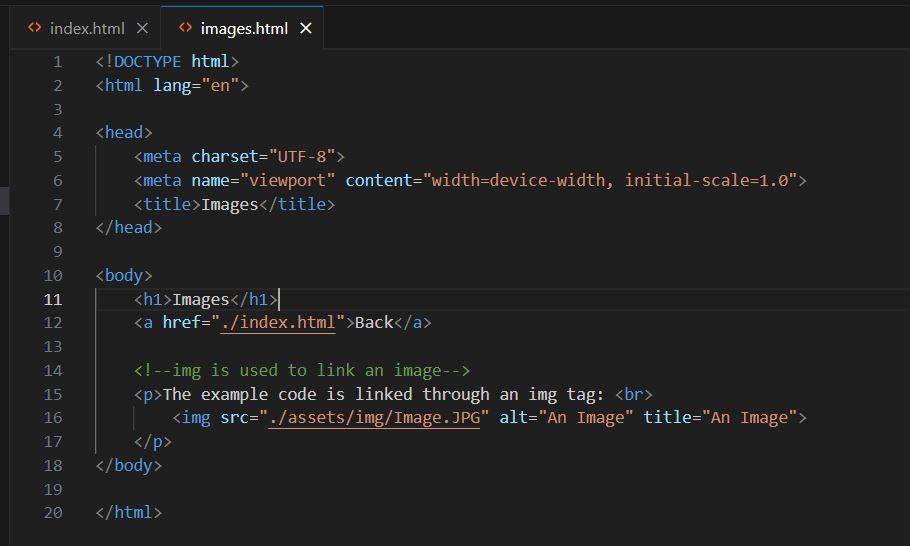 index.html images.html
1 <!DOCTYPE html>
2 <html lang="en">
3
4 <head>
5 <meta charset="UTF-8">
6 <meta name="viewport" content="width=device-width, initial-scale=1.0">
7 <title>Images</title>
8 </head>
9
10 <body>
11 <h1>Images</h1>
12 <a href="./index.html">Back</a>
13
14 <!--img is used to link an image-->
15 <p>The example code is linked through an img tag: <br>
16 <img src="./assets/img/Image.JPG" alt="An Image" title="An Image">
17 </p>
18 </body>
19
20 </html>